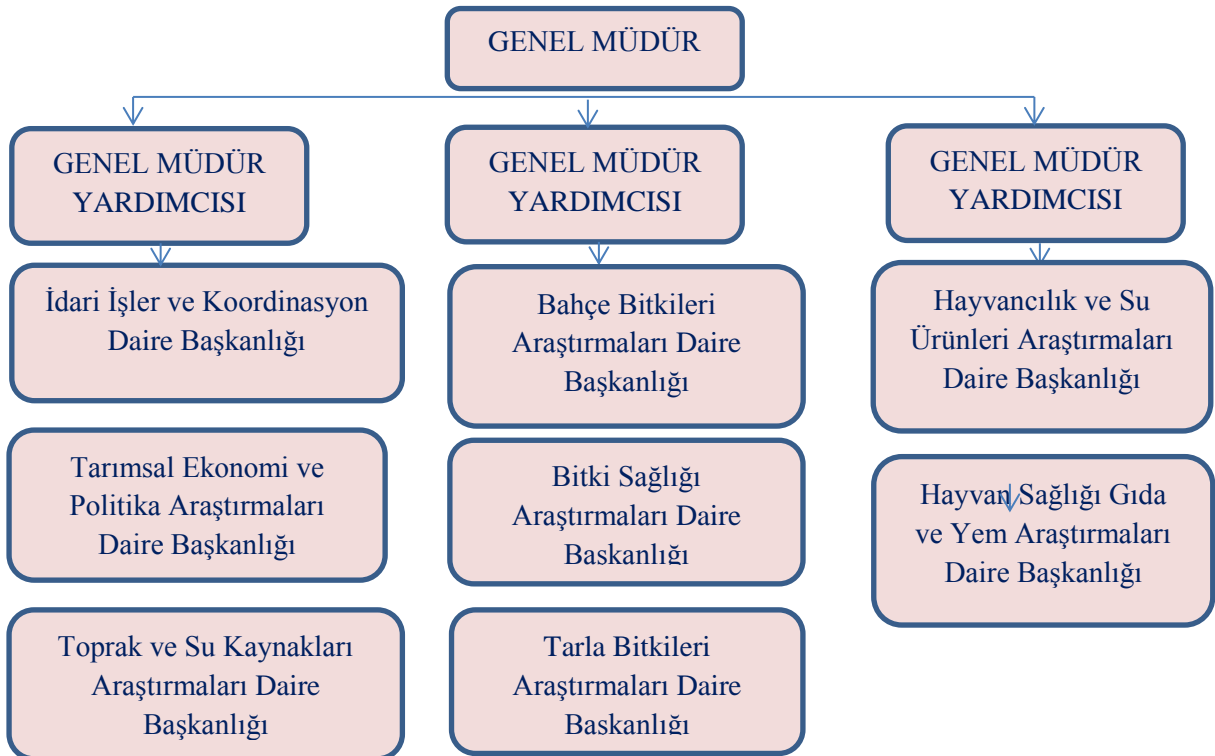 GENEL MÜDÜR
GENEL MÜDÜR
YARDIMCISI
GENEL MÜDÜR
YARDIMCISI
GENEL MÜDÜR
YARDIMCISI
İdari İşler ve Koordinasyon
Daire Başkanlığı
Tarımsal Ekonomi ve
Politika Araştırmaları
Daire Başkanlığı
Toprak ve Su Kaynakları
Araştırmaları Daire
Başkanlığı
Bahçe Bitkileri
Araştırmaları Daire
Başkanlığı
Bitki Sağlığı
Araştırmaları Daire
Başkanlığı
Tarla Bitkileri
Araştırmaları Daire
Başkanlığı
Hayvancılık ve Su
Ürünleri Araştırmaları
Daire Başkanlığı
Hayvan Sağlığı Gıda
ve Yem Araştırmaları
Daire Başkanlığı